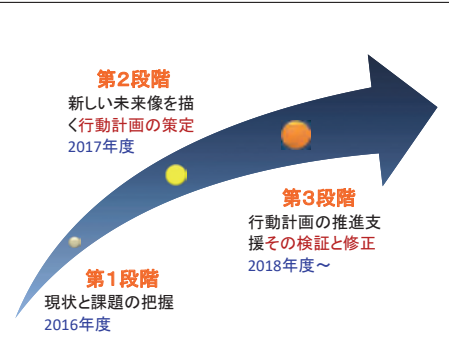 第2段階
新しい未来像を描
く行動計画の策定
2017年度
第3段階
行動計画の推進支
援その検証と修正
2018年度～
第1段階
現状と課題の把握
2016年度